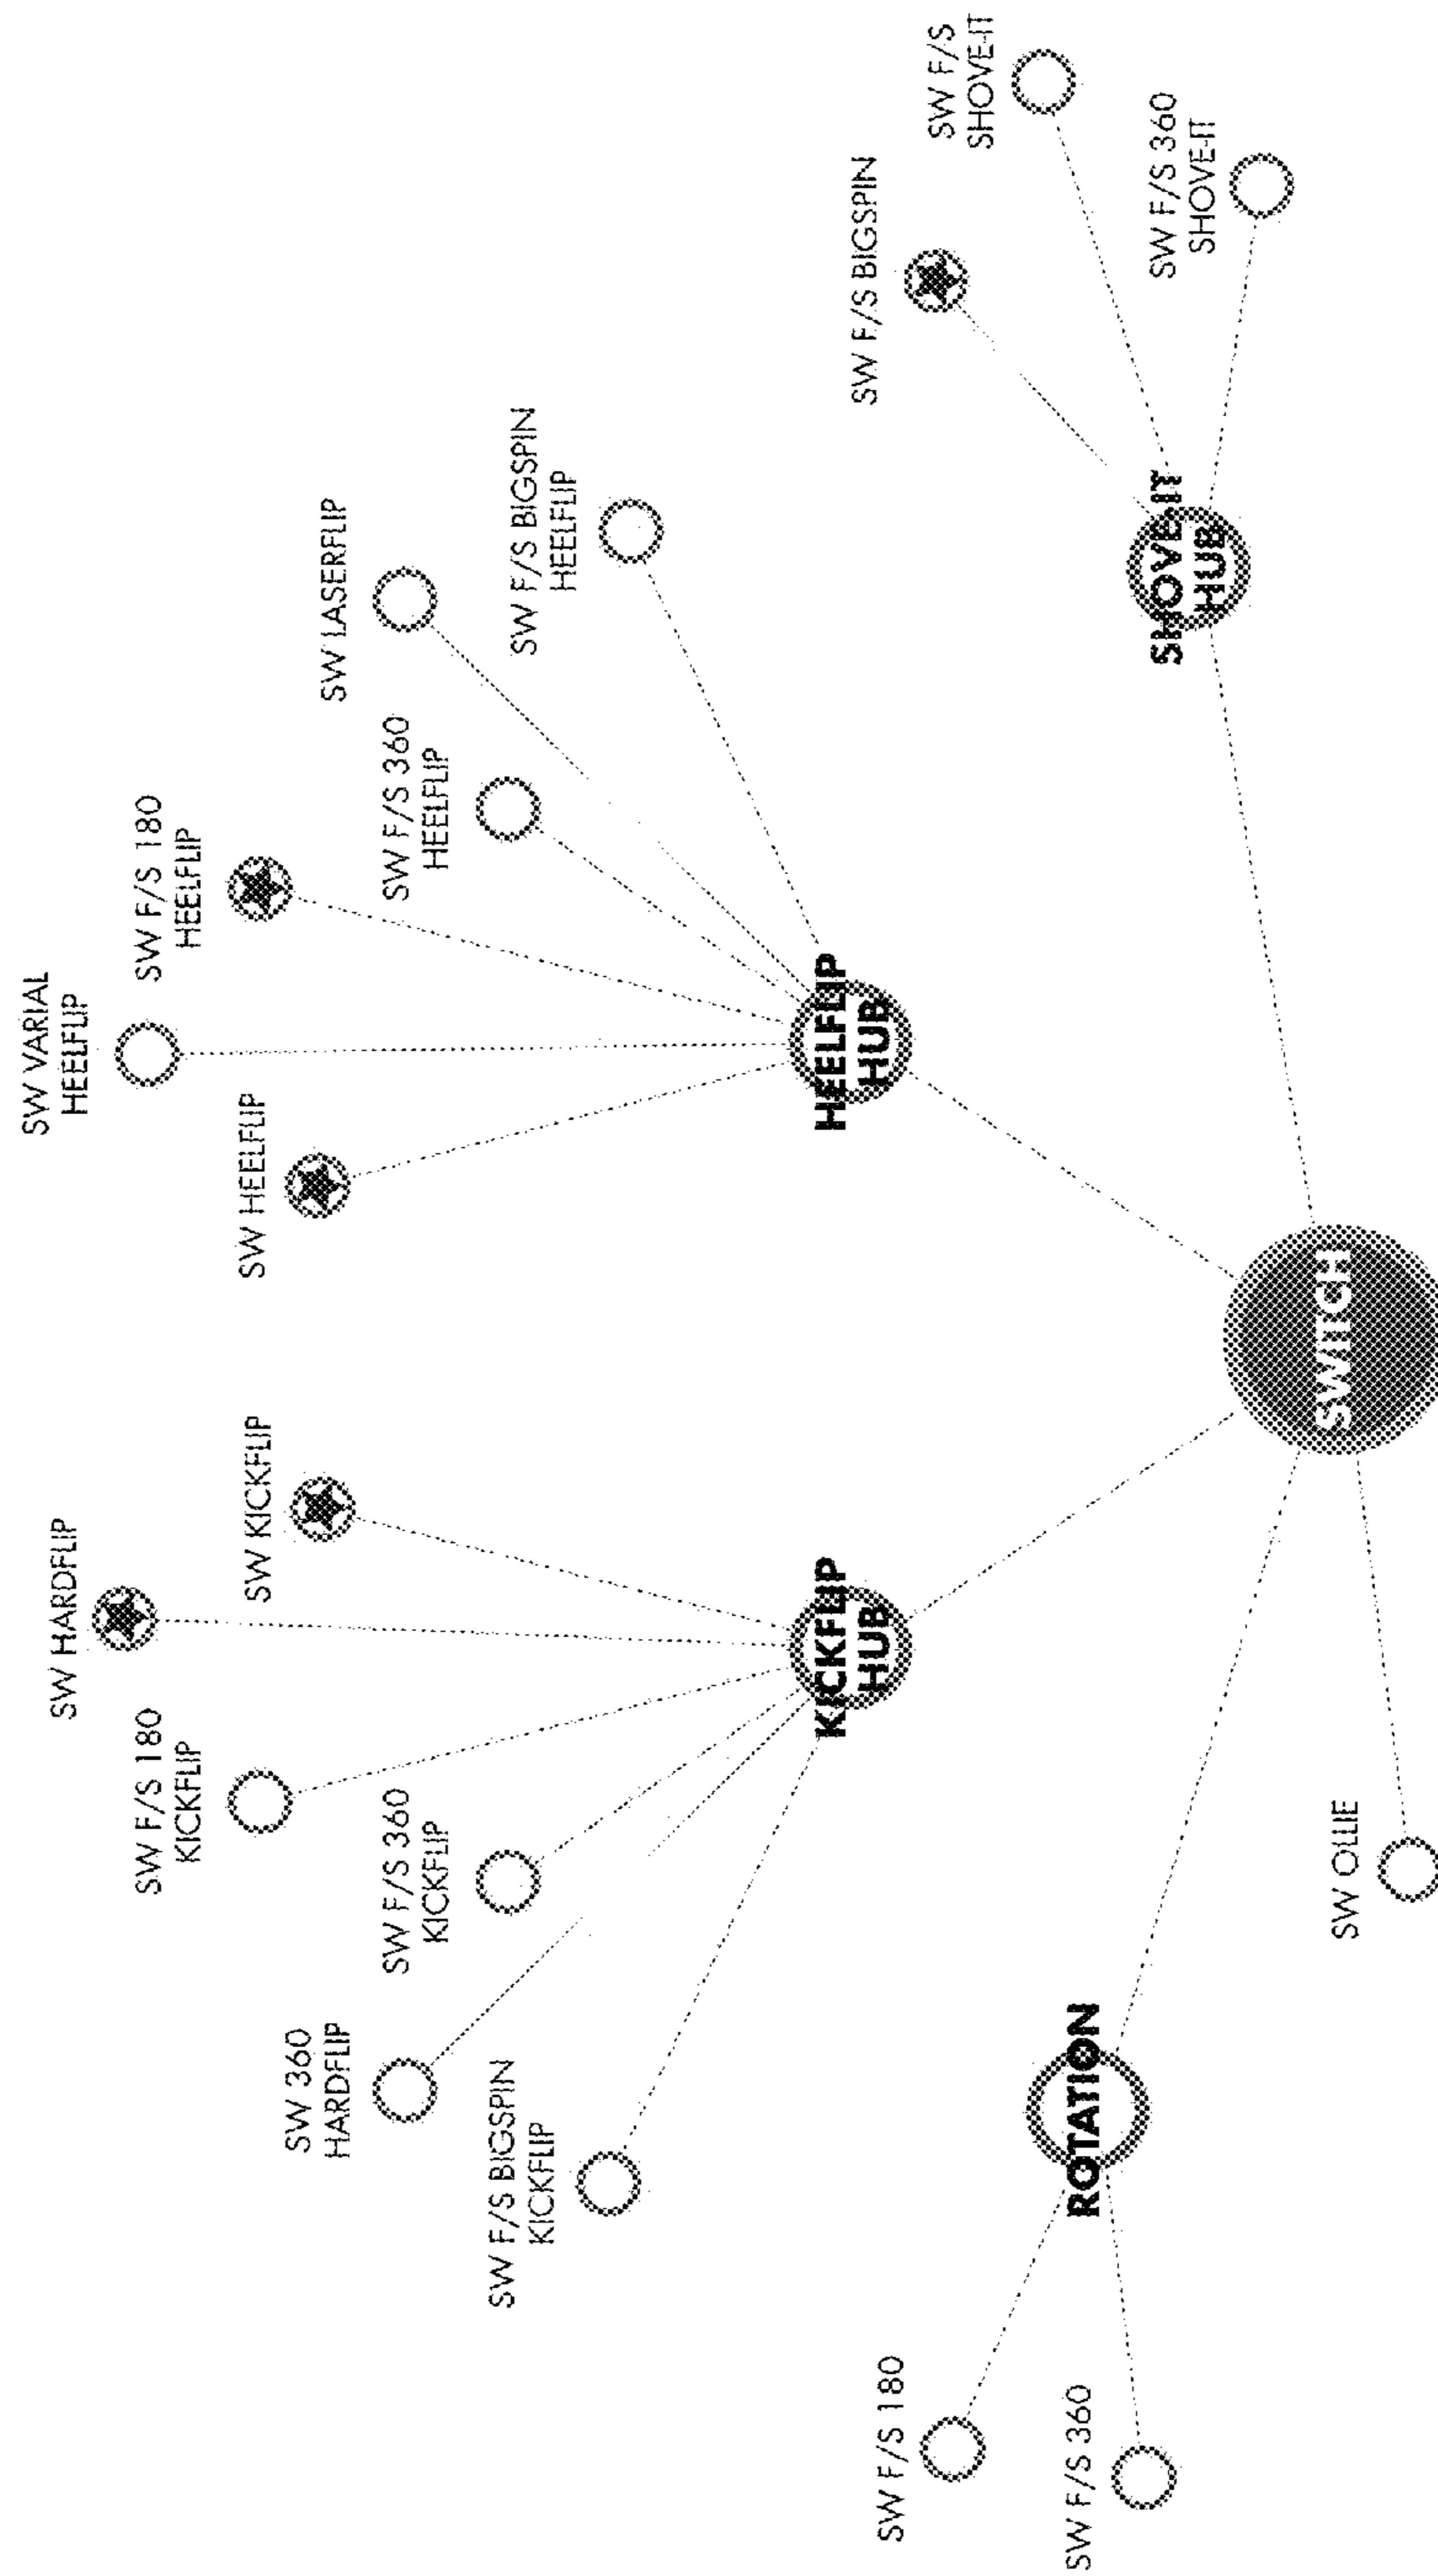 SW HARDFLIP
SW KICKFLIP
SW F/S 180
KICKFLIP
SW F/S 360
KICKFLIP
SW 360
HARDFLIP
SW F/S BIGSPIN
KICKFLIP
KICKFLIP
HUB
SW VARIAL
HEELFLIP
SW HEELFLIP
SW F/S 180
HEELFLIP
SW F/S 360
HEELFLIP
SW LASERFLIP
SW F/S BIGSPIN
HEELFLIP
HEELFLIP
HUB
SW F/S BIGSPIN
SW F/S
SHOVE-IT
SW F/S 360
SHOVE-IT
SHOVE-IT
HUB
SW F/S 180
SW F/S 360
ROTATION
SW OLLIE
SWITCH